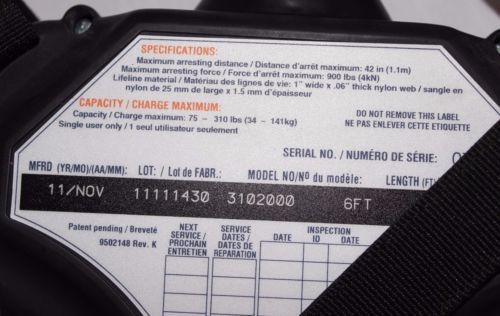 SPECIFICATIONS:
Maximum arresting distance / Distance d'arrêt maximum: 42 in (1.1m)
Maximum arresting force / Force d'arrêt maximum: 900 lbs (4kN)
Lifeline material / Matériau des lignes de vie: 1" wide x .06" thick nylon web / sangle en
nylon de 25 mm de large x 1.5 mm d'épaisseur
CAPACITY / CHARGE MAXIMUM:
Capacity / Charge maximum: 75 - 310 lbs (34 - 141kg)
Single user only / 1 seul utilisateur seulement
DO NOT REMOVE THIS LABEL
NE PAS ENLEVER CETTE ÉTIQUETTE
SERIAL NO. / NUMÉRO DE SÉRIE:
MFRD (YR/MO)/(AA/MM): LOT: / Lot de FABR.: MODEL NO/Nº du modèle: LENGTH (FT)
11/NOV 11111430 3102000 6FT
Patent pending / Breveté
9502148 Rev. K
NEXT SERVICE / PROCHAIN ENTRETIEN
SERVICE DATES / DATES DE REPARATION
INSPECTION
DATE ID DATE